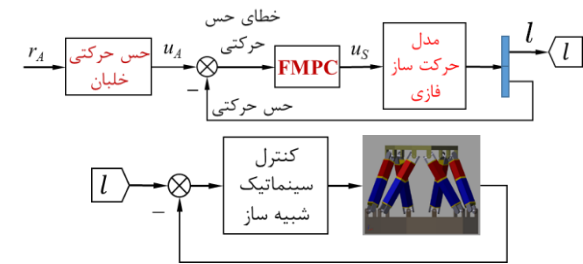 خطای حس
حرکتی
r_A
حس حرکتی
خلبان
u_A
−
FMPC
u_S
مدل
حرکت ساز
فازی
l
l
حس حرکتی
l
−
کنترل
سینماتیک
شبیه ساز